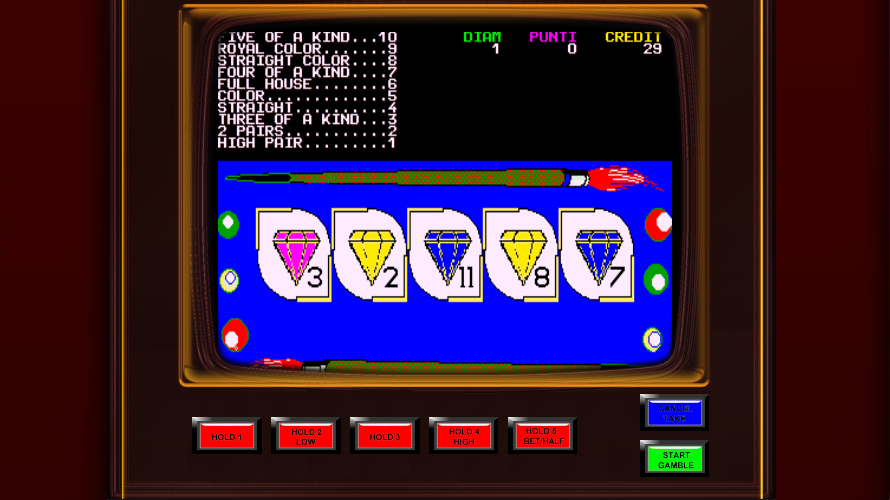 FIVE OF A KIND...10
ROYAL COLOR.......9
STRAIGHT COLOR....8
FOUR OF A KIND....7
FULL HOUSE........6
COLOR.............5
STRAIGHT..........4
THREE OF A KIND...3
2 PAIRS...........2
HIGH PAIR.........1
DIAM PUNTI CREDIT
1 0 29
3 2 11 8 7
HOLD 1
HOLD 2
LOW
HOLD 3
HOLD 4
HIGH
HOLD 5
BET/HALF
CANCEL
TAKE
START
GAMBLE